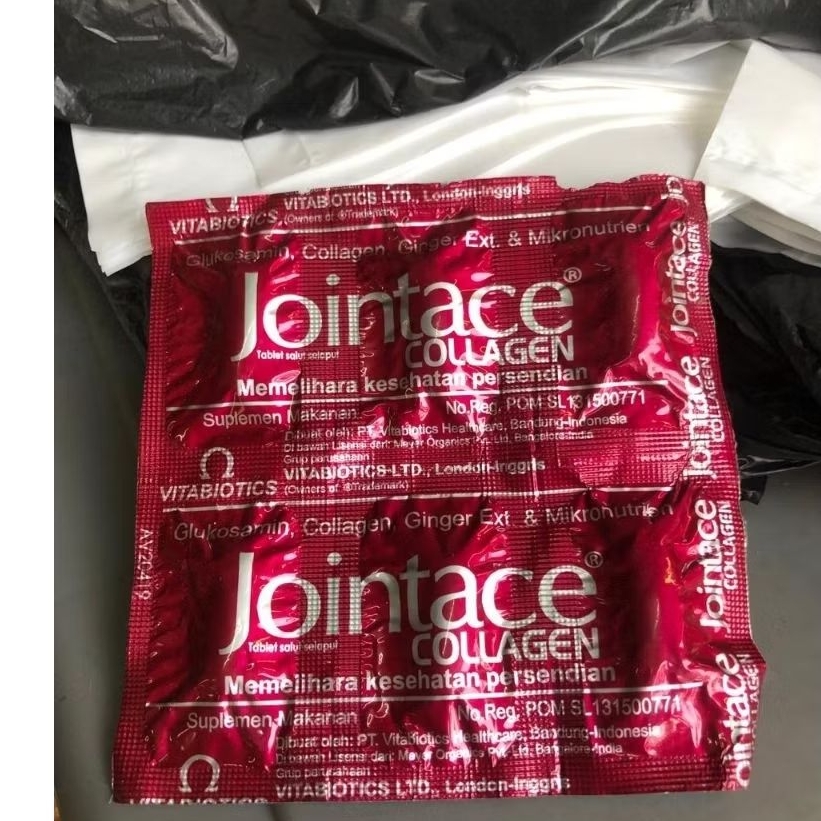 VITABIOTICS LTD., London-Inggris
VITABIOTICS (Owners of ®Trademark)
Glukosamin, Collagen, Ginger Ext. & Mikronutrien
Jointace®
COLLAGEN
Tablet salut selaput
Memelihara kesehatan persendian
Suplemen Makanan
No.Reg. POM SL131500771
Dibuat oleh: PT. Vitabiotics Healthcare, Bandung-Indonesia
Di bawah Lisensi dari: Meyer Organics Pvt. Ltd, Bangalore-India
Grup perusahaan :
Ω VITABIOTICS LTD., London-Inggris
VITABIOTICS (Owners of ®Trademark)
Glukosamin, Collagen, Ginger Ext. & Mikronutrien
Jointace®
COLLAGEN
Tablet salut selaput
Memelihara kesehatan persendian
Suplemen Makanan
No.Reg. POM SL131500771
Dibuat oleh: PT. Vitabiotics Healthcare, Bandung-Indonesia
Di bawah Lisensi dari: Meyer Organics Pvt. Ltd, Bangalore-India
Grup perusahaan :
Ω VITABIOTICS LTD., London-Inggris
VITABIOTICS
Jointace COLLAGEN
Jointace COLLAGEN
Jointace COLLAGEN
ointace